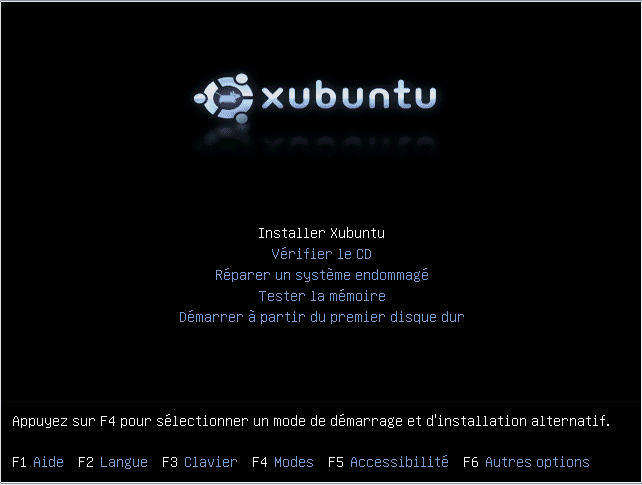 xubuntu
Installer Xubuntu
Vérifier le CD
Réparer un système endommagé
Tester la mémoire
Démarrer à partir du premier disque dur
Appuyez sur F4 pour sélectionner un mode de démarrage et d'installation alternatif.
F1 Aide F2 Langue F3 Clavier F4 Modes F5 Accessibilité F6 Autres options